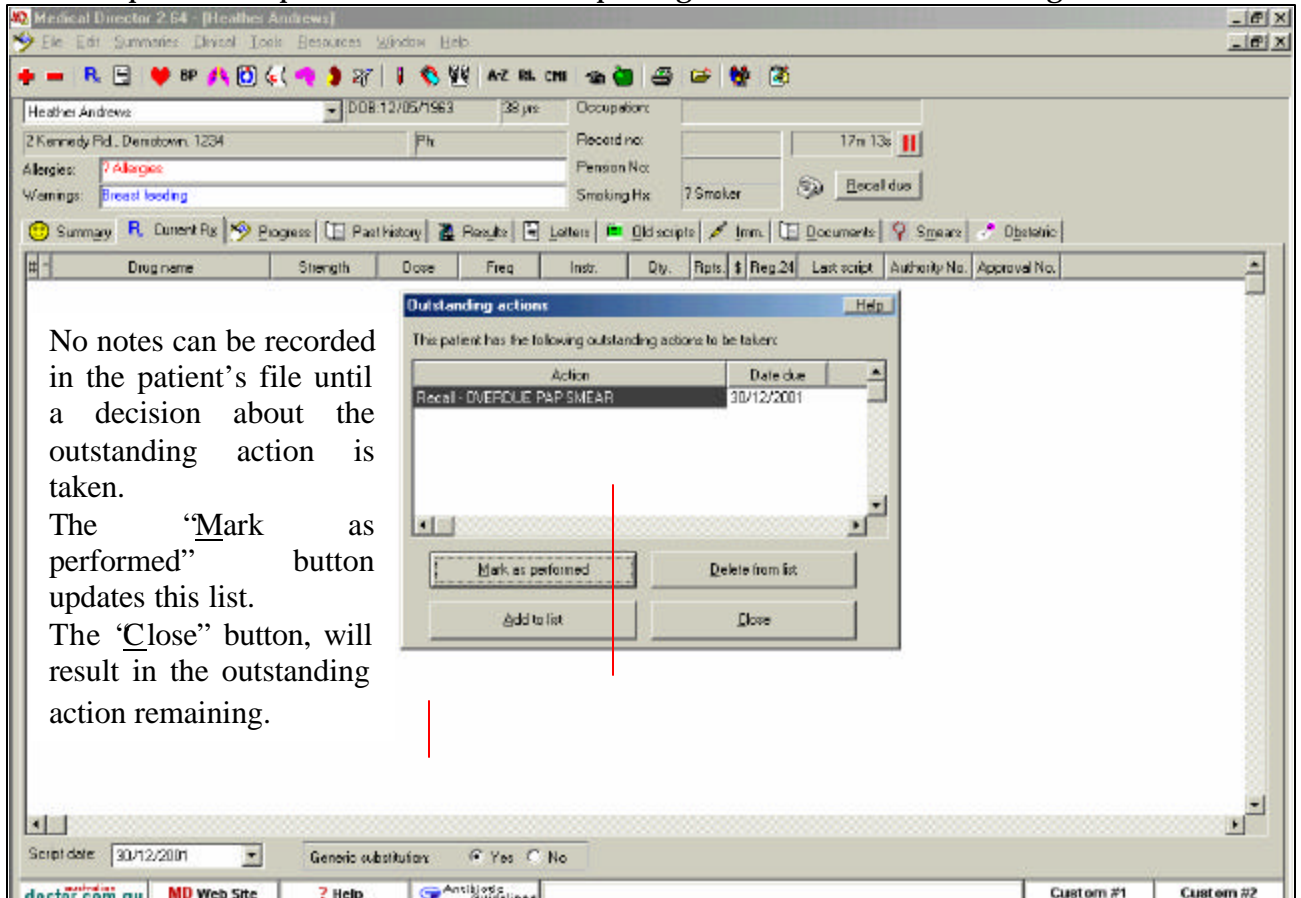 Medical Director 2.64 - [Heather Andrews]
File Edit Summaries Clinical Tools Resources Window Help
R BP A-Z CMI
Heather Andrews DOB: 12/05/1963 38 yrs Occupation:
2 Kennedy Rd., Demotown, 1234 Ph: Record no: 17m 13s
Allergies: ? Allergies Pension No:
Warnings: Breast feeding Smoking Hx: ? Smoker Recall due
Summary Current Rx Progress Past history Results Letters Old scripts Imm. Documents Smears Obstetric
# Drug name Strength Dose Freq Instr. Qty. Rpts. $ Reg.24 Last script Authority No. Approval No.
Outstanding actions Help
This patient has the following outstanding actions to be taken:
Action Date due
Recall - OVERDUE PAP SMEAR 30/12/2001
Mark as performed Delete from list
Add to list Close
No notes can be recorded
in the patient’s file until
a decision about the
outstanding action is
taken.
The “Mark as
performed” button
updates this list.
The ‘Close” button, will
result in the outstanding
action remaining.
Script date: 30/12/2001 Generic substitution: Yes No
doctor.com.au MD Web Site ? Help Antibiotic Guidelines Custom #1 Custom #2